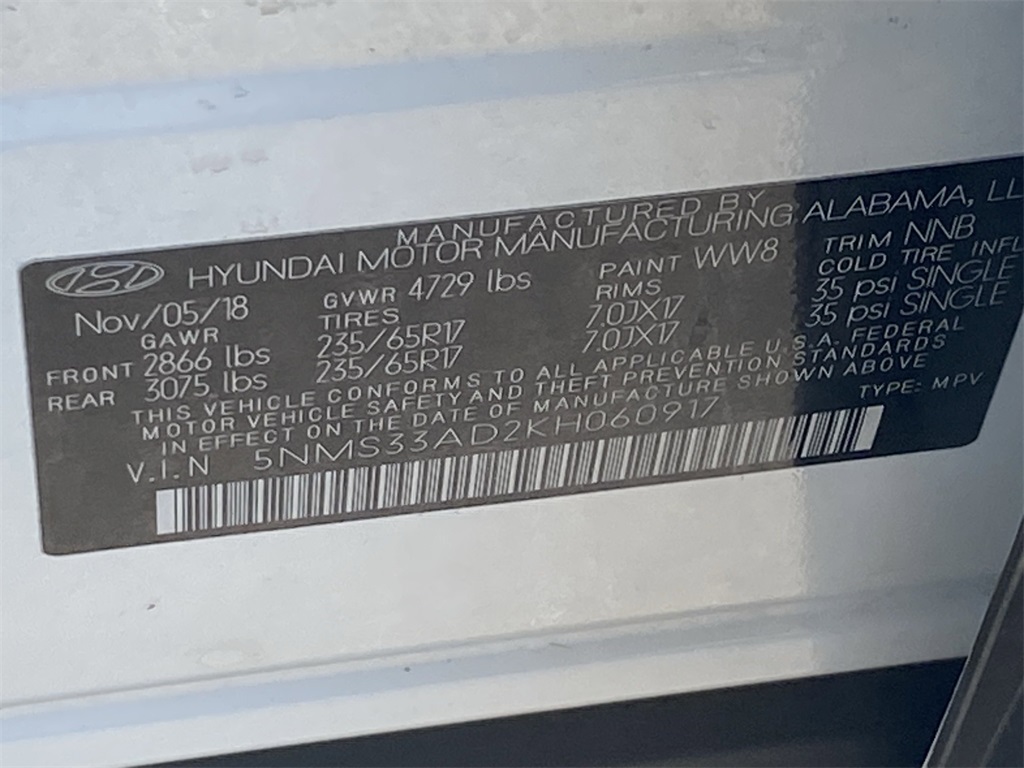 MANUFACTURED BY
HYUNDAI MOTOR MANUFACTURING ALABAMA, LL
Nov/05/18 GVWR 4729 lbs PAINT WW8 TRIM NNB
GAWR TIRES RIMS COLD TIRE INFL
FRONT 2866 lbs 235/65R17 7.0JX17 35 psi SINGLE
REAR 3075 lbs 235/65R17 7.0JX17 35 psi SINGLE
THIS VEHICLE CONFORMS TO ALL APPLICABLE U.S.A. FEDERAL
MOTOR VEHICLE SAFETY AND THEFT PREVENTION STANDARDS
IN EFFECT ON THE DATE OF MANUFACTURE SHOWN ABOVE
V.I.N 5NMS33AD2KH060917 TYPE: MPV